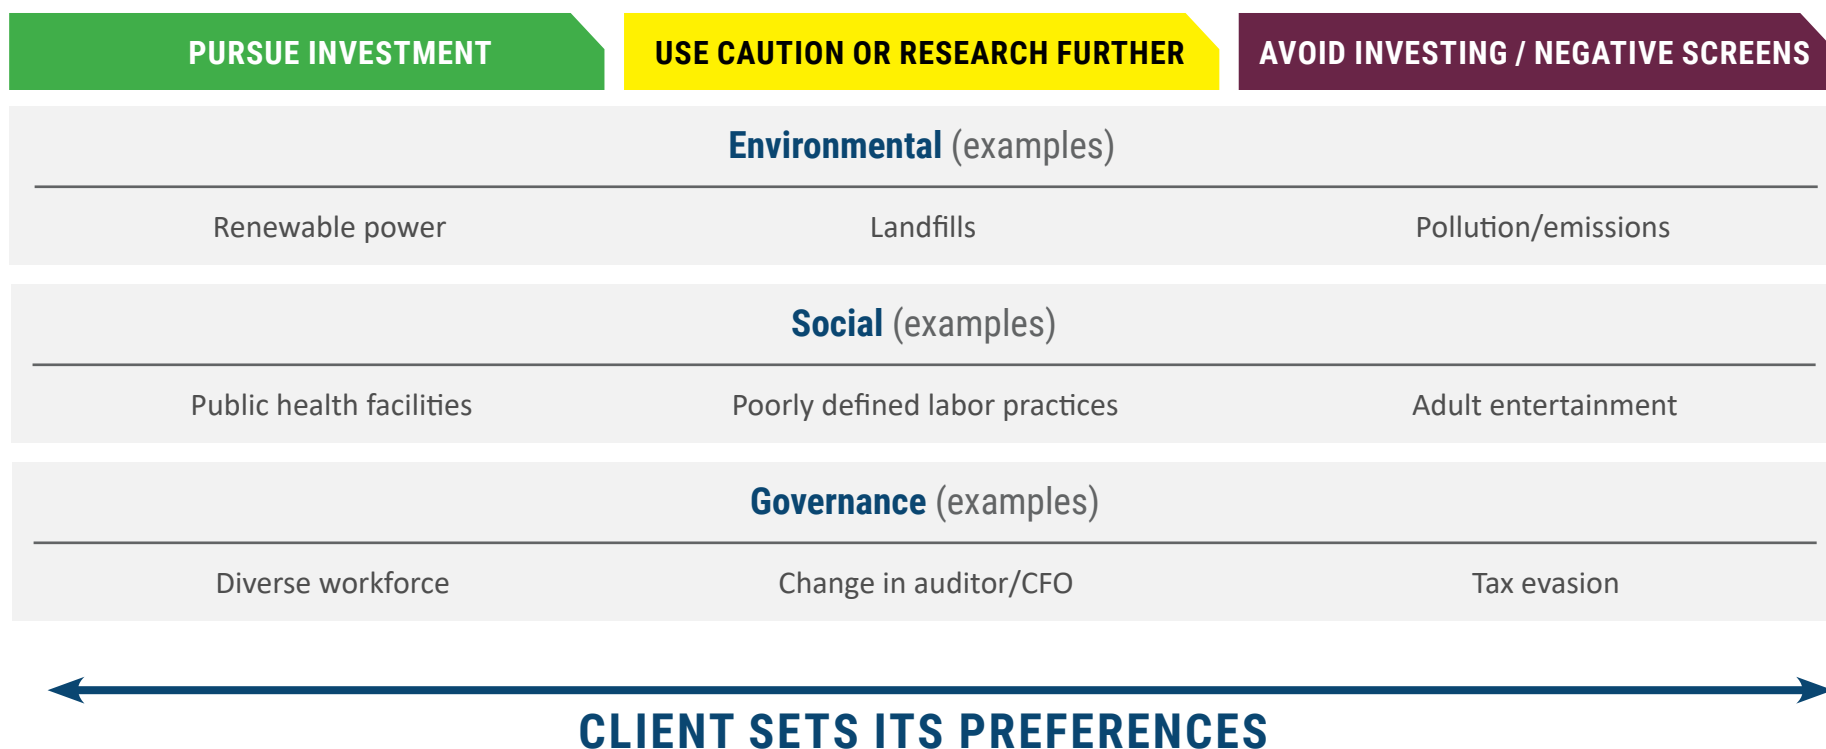 PURSUE INVESTMENT
USE CAUTION OR RESEARCH FURTHER
AVOID INVESTING / NEGATIVE SCREENS
Environmental (examples)
Renewable power
Landfills
Pollution/emissions
Social (examples)
Public health facilities
Poorly defined labor practices
Adult entertainment
Governance (examples)
Diverse workforce
Change in auditor/CFO
Tax evasion
CLIENT SETS ITS PREFERENCES